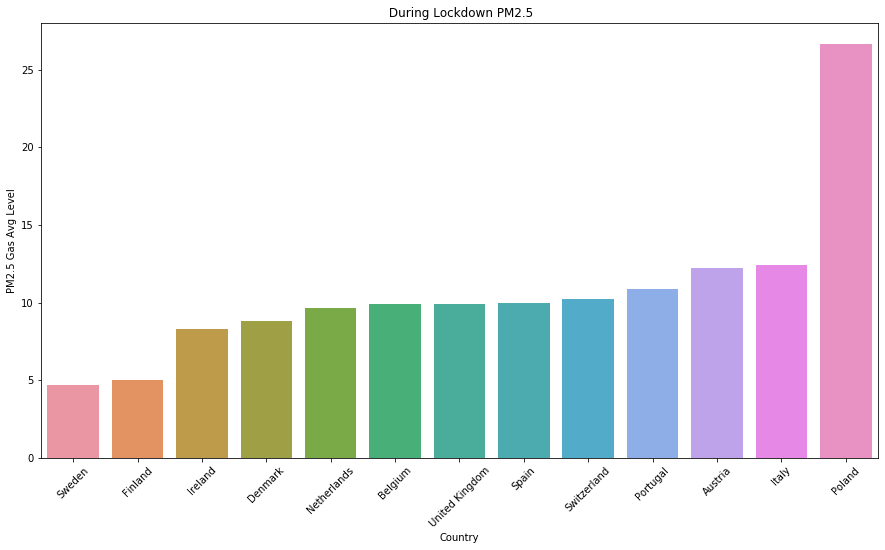 During Lockdown PM2.5
PM2.5 Gas Avg Level
25
20
15
10
5
0
Sweden
Finland
Ireland
Denmark
Netherlands
Belgium
United Kingdom
Spain
Switzerland
Portugal
Austria
Italy
Poland
Country